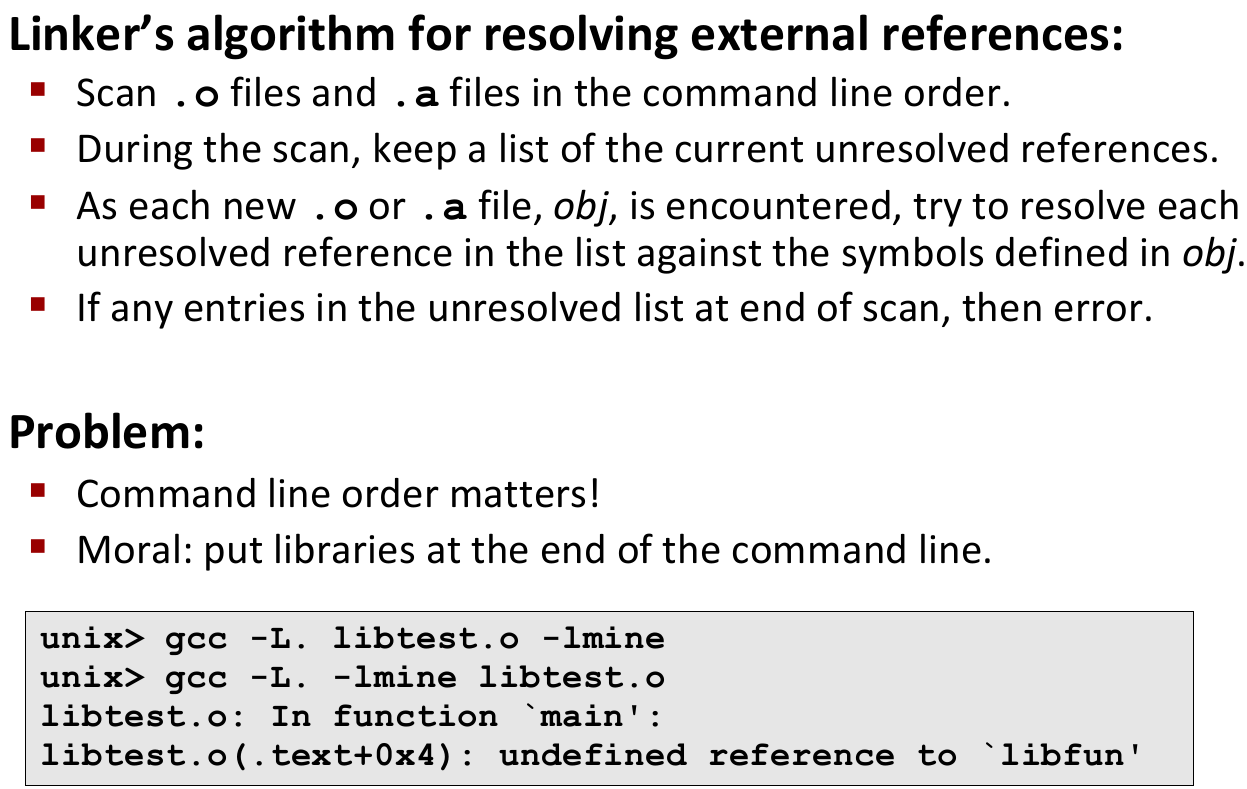 Linker’s algorithm for resolving external references:
▪ Scan .o files and .a files in the command line order.
▪ During the scan, keep a list of the current unresolved references.
▪ As each new .o or .a file, obj, is encountered, try to resolve each
unresolved reference in the list against the symbols defined in obj.
▪ If any entries in the unresolved list at end of scan, then error.
Problem:
▪ Command line order matters!
▪ Moral: put libraries at the end of the command line.
unix> gcc -L. libtest.o -lmine
unix> gcc -L. -lmine libtest.o
libtest.o: In function `main':
libtest.o(.text+0x4): undefined reference to `libfun'